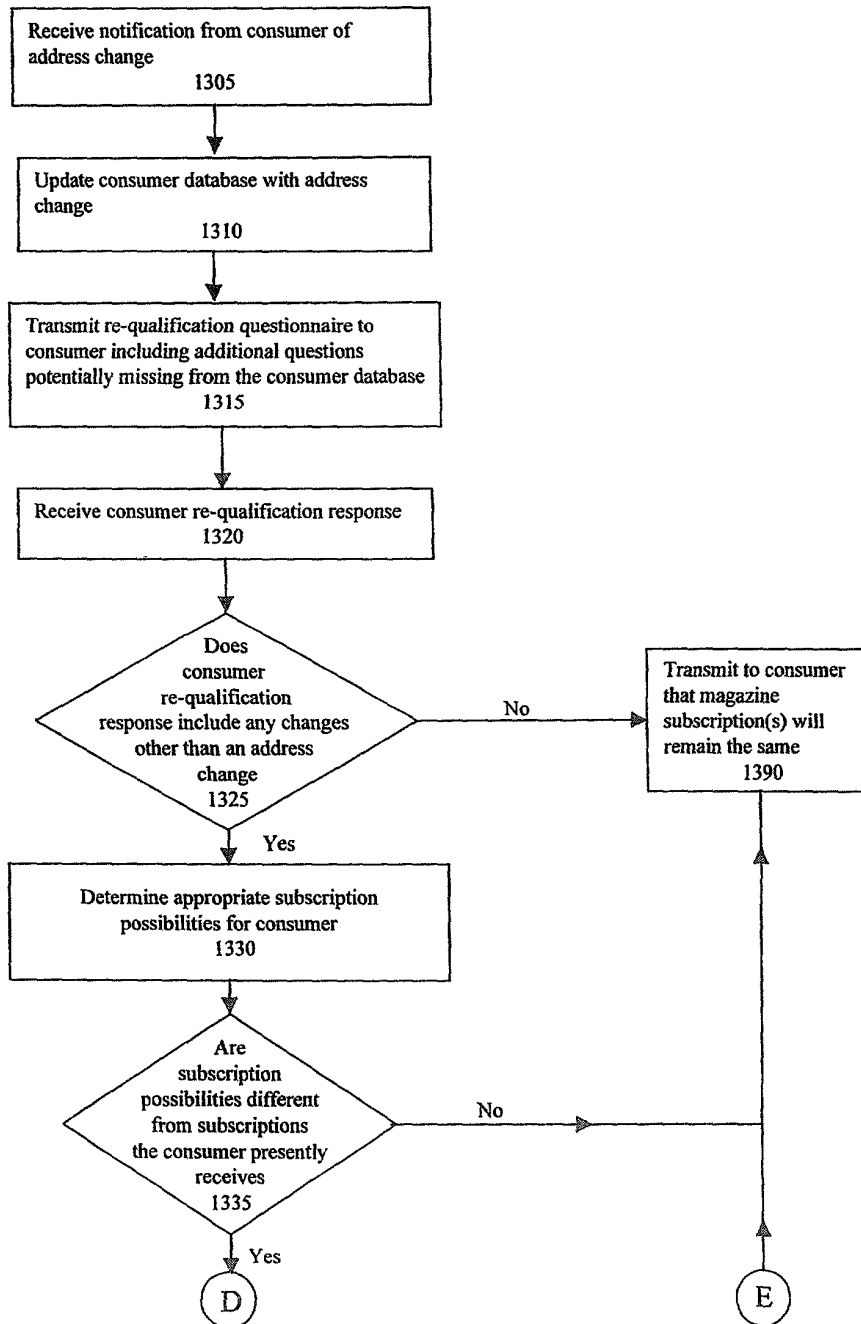 Receive notification from consumer of
address change
1305
Update consumer database with address
change
1310
Transmit re-qualification questionnaire to
consumer including additional questions
potentially missing from the consumer database
1315
Receive consumer re-qualification response
1320
Does
consumer
re-qualification
response include any changes
other than an address
change
1325
No
Transmit to consumer
that magazine
subscription(s) will
remain the same
1390
Yes
Determine appropriate subscription
possibilities for consumer
1330
Are
subscription
possibilities different
from subscriptions
the consumer presently
receives
1335
No
Yes
D
E